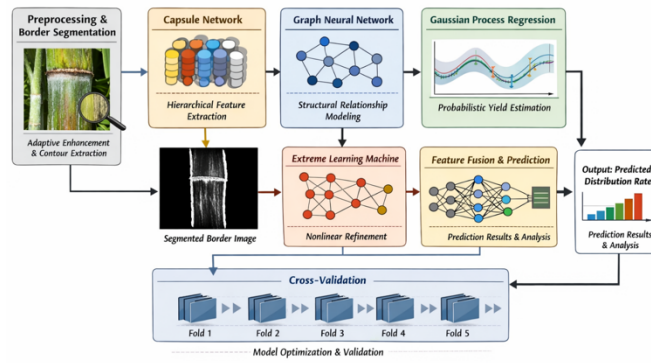 Preprocessing &
Border Segmentation
Adaptive Enhancement
& Contour Extraction
Capsule Network
Hierarchical Feature
Extraction
Graph Neural Network
Structural Relationship
Modeling
Gaussian Process Regression
Probabilistic Yield Estimation
Segmented Border Image
Extreme Learning Machine
Nonlinear Refinement
Feature Fusion & Prediction
Prediction Results & Analysis
Output: Predicted
Distribution Rate
Prediction Results
& Analysis
Cross-Validation
Fold 1
Fold 2
Fold 3
Fold 4
Fold 5
Model Optimization & Validation